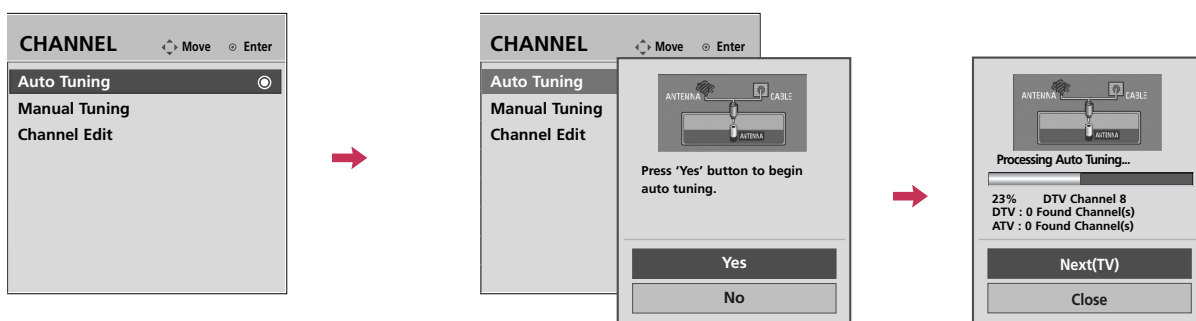 CHANNEL Move Enter
Auto Tuning
Manual Tuning
Channel Edit
CHANNEL Move Enter
Auto Tuning
Manual Tuning
Channel Edit
ANTENNA CABLE
ANTENNA
Press ‘Yes’ button to begin
auto tuning.
Yes
No
ANTENNA CABLE
ANTENNA
Processing Auto Tuning...
23% DTV Channel 8
DTV : 0 Found Channel(s)
ATV : 0 Found Channel(s)
Next(TV)
Close